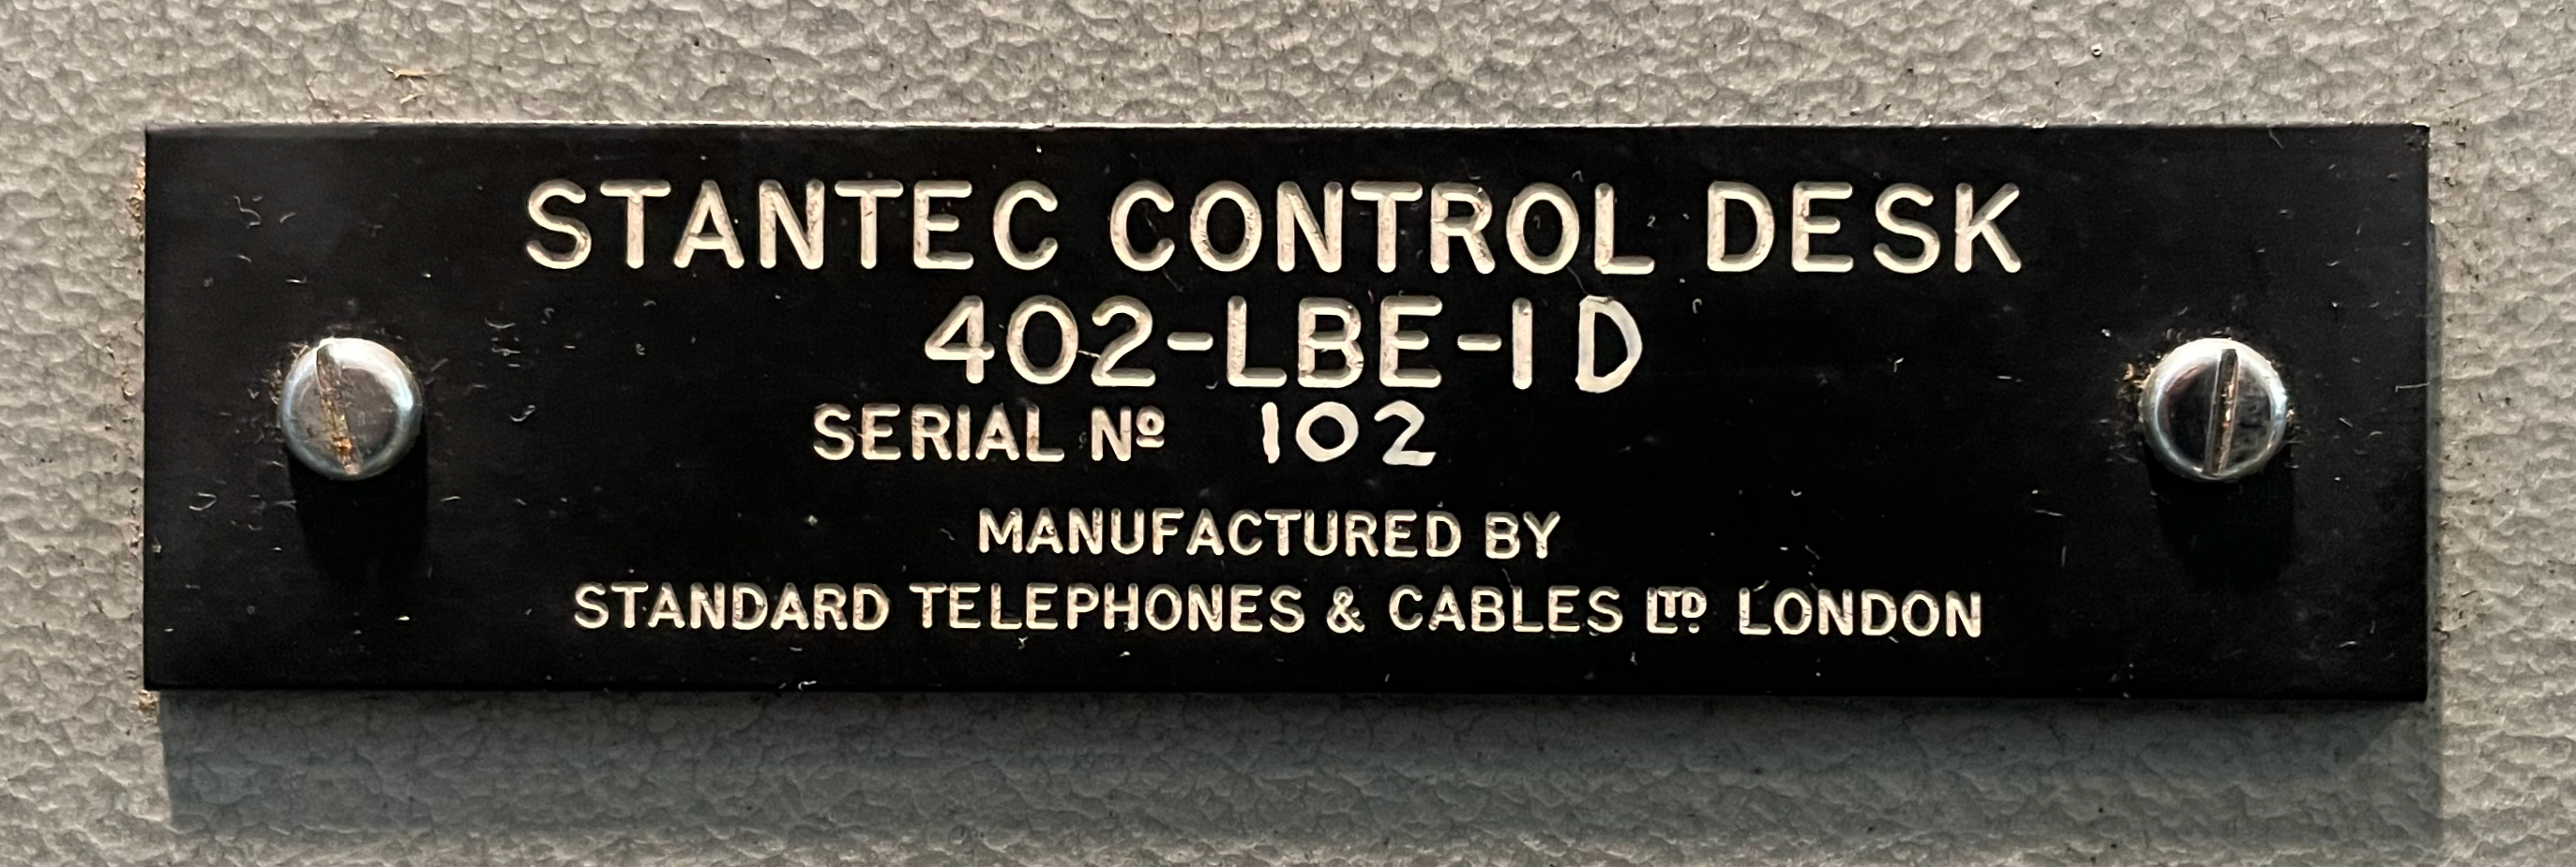 STANTEC CONTROL DESK
402-LBE-1D
SERIAL Nº 102
MANUFACTURED BY
STANDARD TELEPHONES & CABLES LTD LONDON